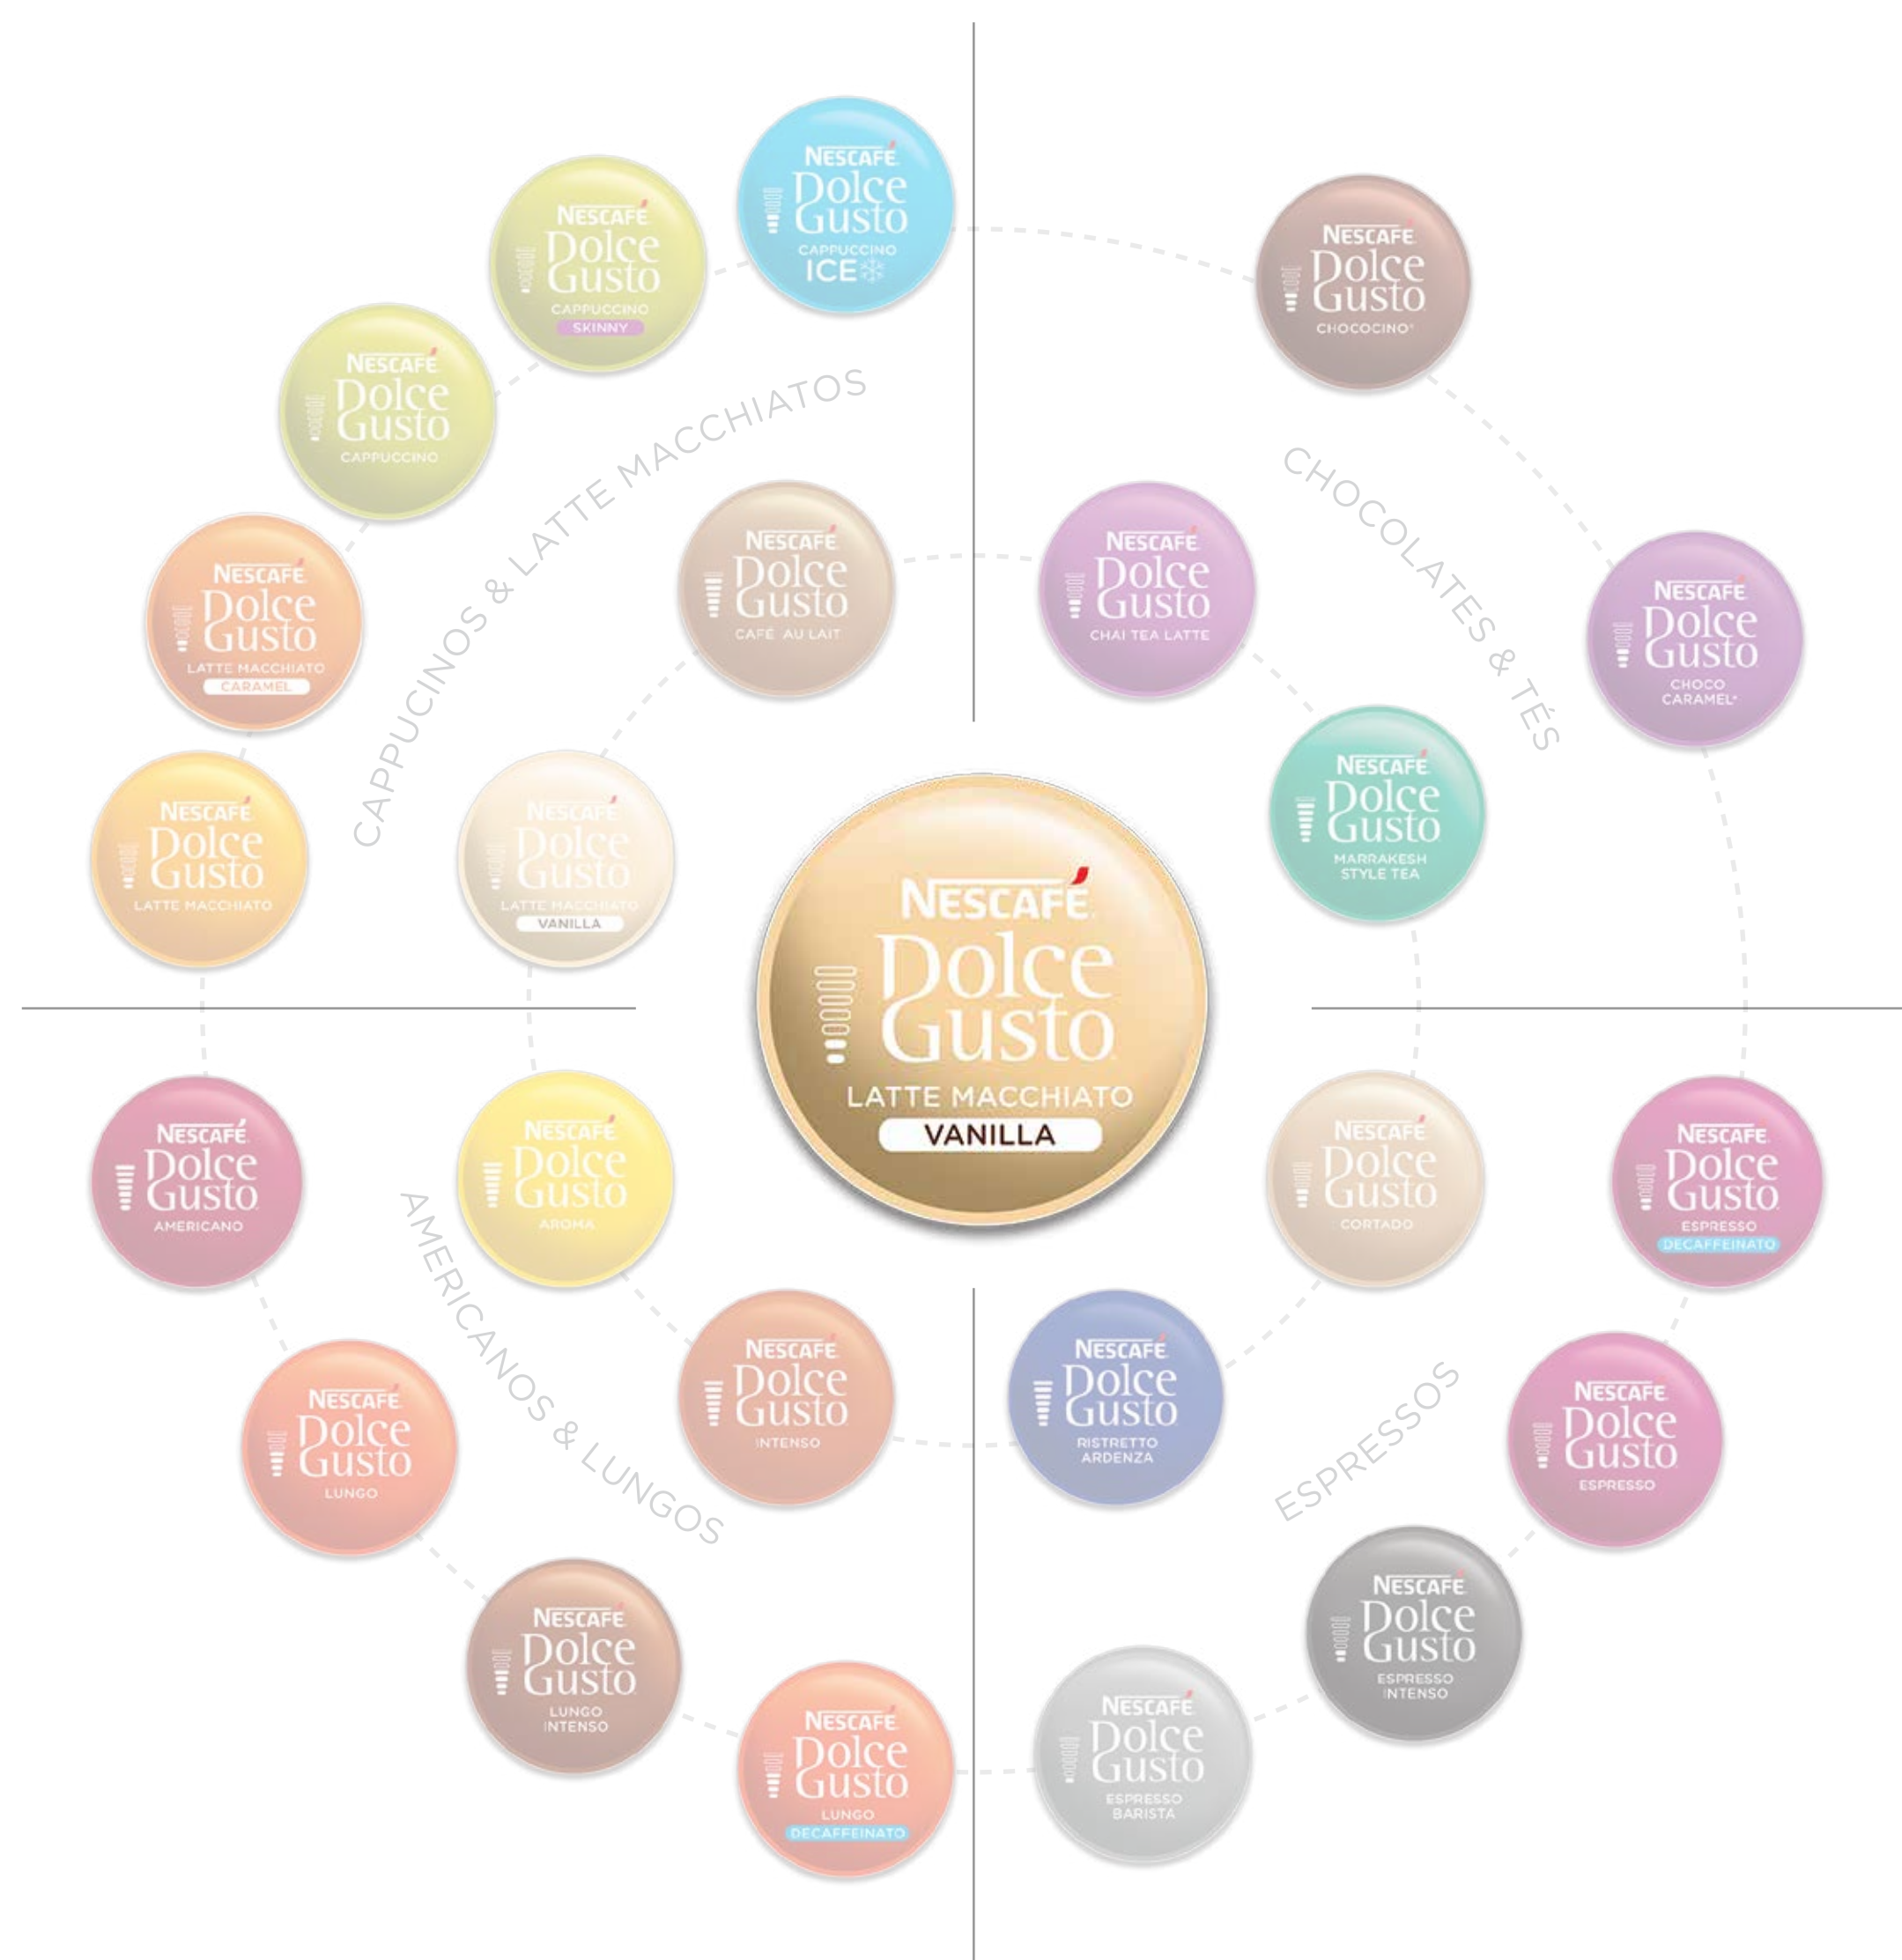 NESCAFÉ
Dolce
Gusto
CAPPUCCINO
ICE
NESCAFÉ
Dolce
Gusto
CAPPUCCINO
SKINNY
NESCAFÉ
Dolce
Gusto
CAPPUCCINO
NESCAFÉ
Dolce
Gusto
LATTE MACCHIATO
CARAMEL
NESCAFÉ
Dolce
Gusto
LATTE MACCHIATO
CAPPUCINOS & LATTE MACCHIATOS
NESCAFÉ
Dolce
Gusto
CAFÉ AU LAIT
NESCAFÉ
Dolce
Gusto
LATTE MACCHIATO
VANILLA
NESCAFÉ
Dolce
Gusto
CHOCOCINO
NESCAFÉ
Dolce
Gusto
CHOCO
CARAMEL*
CHOCOLATES & TÉS
NESCAFÉ
Dolce
Gusto
CHAI TEA LATTE
NESCAFÉ
Dolce
Gusto
MARRAKESH
STYLE TEA
NESCAFÉ
Dolce
Gusto
LATTE MACCHIATO
VANILLA
NESCAFÉ
Dolce
Gusto
AMERICANO
NESCAFÉ
Dolce
Gusto
AROMA
AMERICANOS & LUNGOS
NESCAFÉ
Dolce
Gusto
INTENSO
NESCAFÉ
Dolce
Gusto
LUNGO
NESCAFÉ
Dolce
Gusto
LUNGO
INTENSO
NESCAFÉ
Dolce
Gusto
LUNGO
DECAFFEINATO
NESCAFÉ
Dolce
Gusto
CORTADO
NESCAFÉ
Dolce
Gusto
ESPRESSO
DECAFFEINATO
NESCAFÉ
Dolce
Gusto
RISTRETTO
ARDENZA
ESPRESSOS
NESCAFÉ
Dolce
Gusto
ESPRESSO
NESCAFÉ
Dolce
Gusto
ESPRESSO
INTENSO
NESCAFÉ
Dolce
Gusto
ESPRESSO
BARISTA